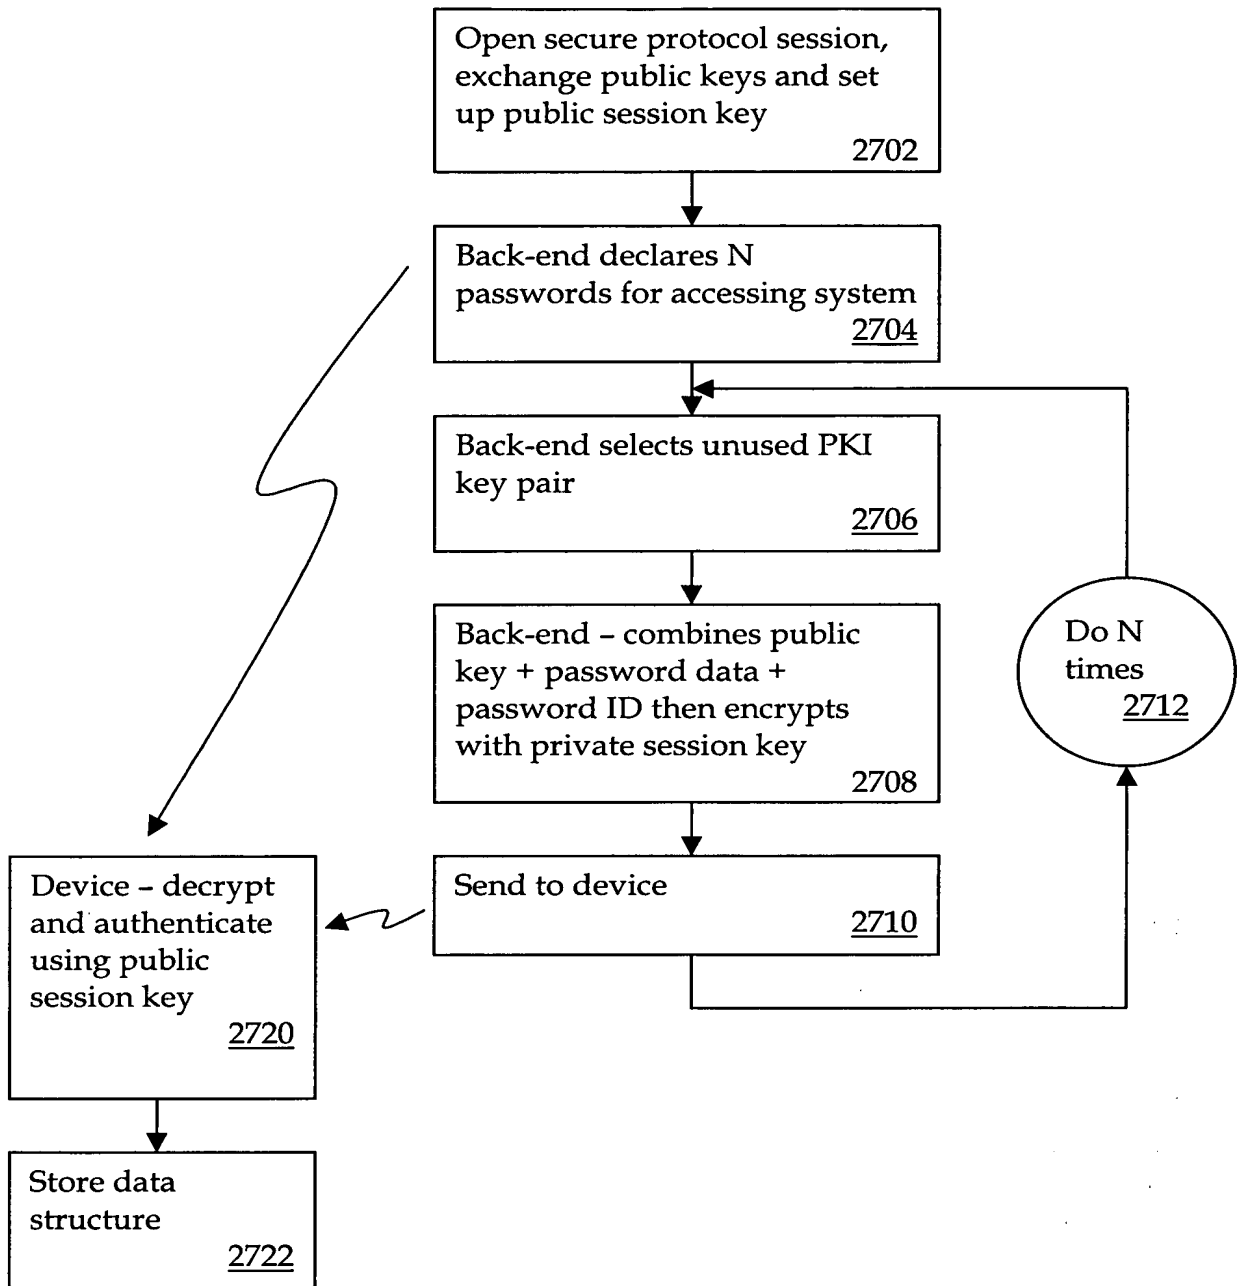 Open secure protocol session,
exchange public keys and set
up public session key
2702
Back-end declares N
passwords for accessing system
2704
Back-end selects unused PKI
key pair
2706
Back-end – combines public
key + password data +
password ID then encrypts
with private session key
2708
Do N
times
2712
Send to device
2710
Device – decrypt
and authenticate
using public
session key
2720
Store data
structure
2722